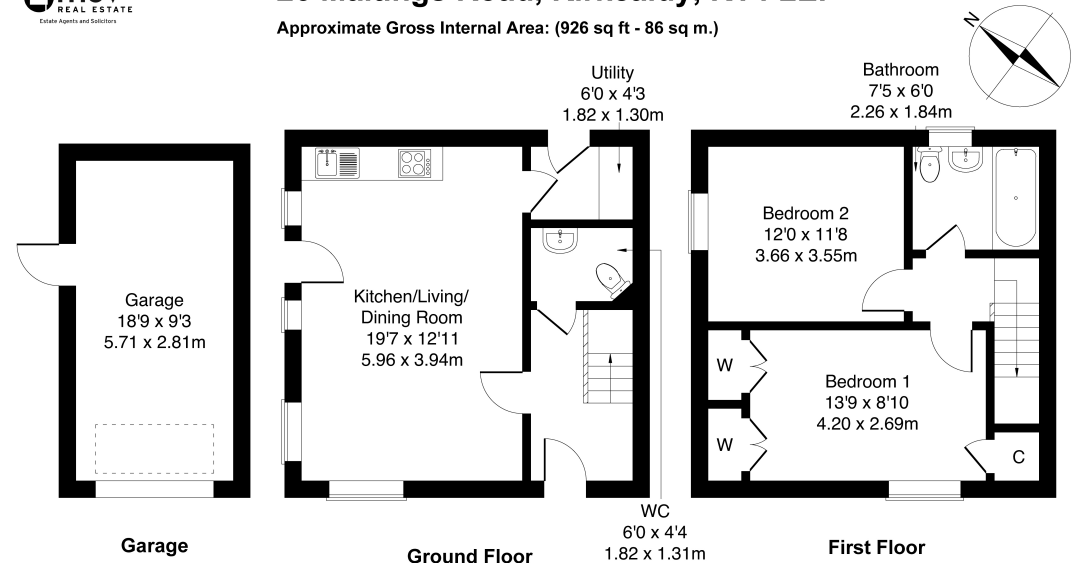 REAL ESTATE
Estate Agents and Solicitors
Approximate Gross Internal Area: (926 sq ft - 86 sq m.)
N
Utility
6'0 x 4'3
1.82 x 1.30m
Bathroom
7'5 x 6'0
2.26 x 1.84m
Bedroom 2
12'0 x 11'8
3.66 x 3.55m
Garage
18'9 x 9'3
5.71 x 2.81m
Kitchen/Living/
Dining Room
19'7 x 12'11
5.96 x 3.94m
W
Bedroom 1
13'9 x 8'10
4.20 x 2.69m
W
C
WC
6'0 x 4'4
1.82 x 1.31m
Garage
Ground Floor
First Floor